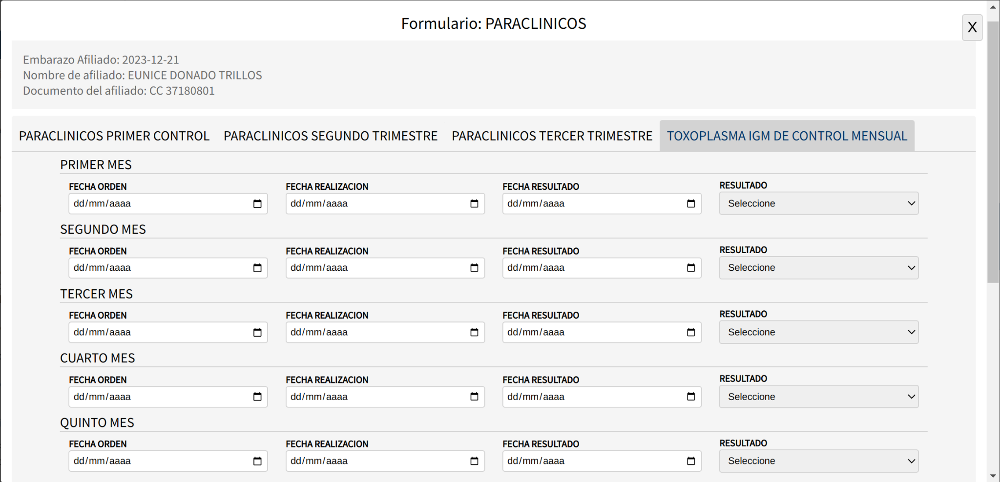 Formulario: PARACLINICOS
X
Embarazo Afiliado: 2023-12-21
Nombre de afiliado: EUNICE DONADO TRILLOS
Documento del afiliado: CC 37180801
PARACLINICOS PRIMER CONTROL PARACLINICOS SEGUNDO TRIMESTRE PARACLINICOS TERCER TRIMESTRE TOXOPLASMA IGM DE CONTROL MENSUAL
PRIMER MES
FECHA ORDEN FECHA REALIZACION FECHA RESULTADO RESULTADO
dd/mm/aaaa dd/mm/aaaa dd/mm/aaaa Seleccione
SEGUNDO MES
FECHA ORDEN FECHA REALIZACION FECHA RESULTADO RESULTADO
dd/mm/aaaa dd/mm/aaaa dd/mm/aaaa Seleccione
TERCER MES
FECHA ORDEN FECHA REALIZACION FECHA RESULTADO RESULTADO
dd/mm/aaaa dd/mm/aaaa dd/mm/aaaa Seleccione
CUARTO MES
FECHA ORDEN FECHA REALIZACION FECHA RESULTADO RESULTADO
dd/mm/aaaa dd/mm/aaaa dd/mm/aaaa Seleccione
QUINTO MES
FECHA ORDEN FECHA REALIZACION FECHA RESULTADO RESULTADO
dd/mm/aaaa dd/mm/aaaa dd/mm/aaaa Seleccione